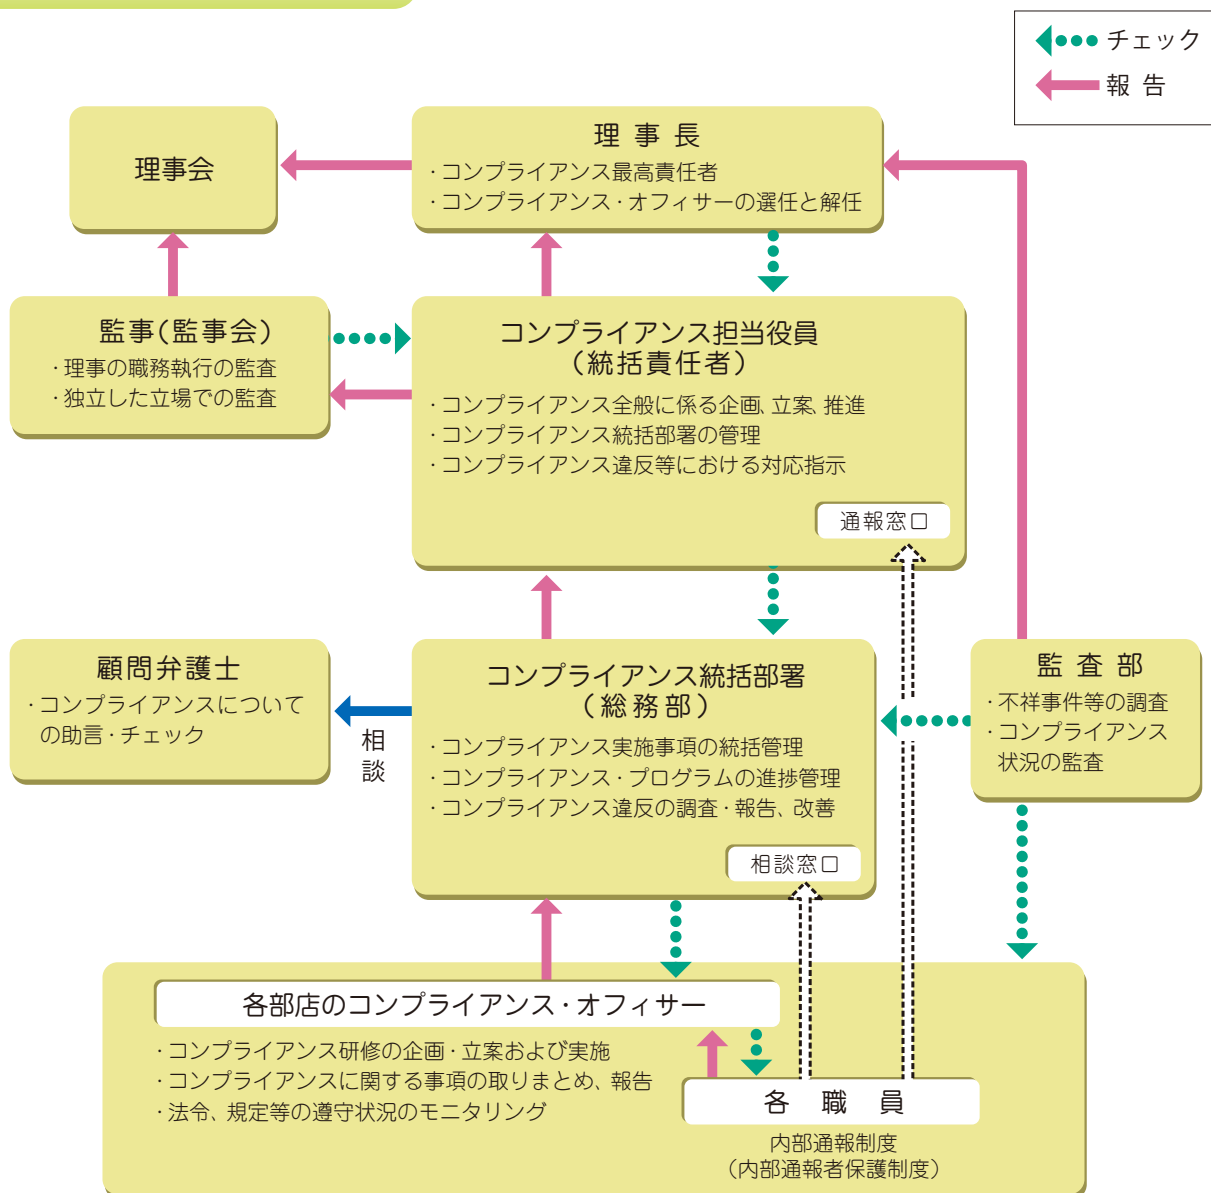 チェック
報 告
理事会
理 事 長
・コンプライアンス最高責任者
・コンプライアンス・オフィサーの選任と解任
監事(監事会)
・理事の職務執行の監査
・独立した立場での監査
コンプライアンス担当役員
(統括責任者)
・コンプライアンス全般に係る企画、立案、推進
・コンプライアンス統括部署の管理
・コンプライアンス違反等における対応指示
通報窓口
顧問弁護士
・コンプライアンスについて
の助言・チェック
相
談
コンプライアンス統括部署
(総務部)
・コンプライアンス実施事項の統括管理
・コンプライアンス・プログラムの進捗管理
・コンプライアンス違反の調査・報告、改善
相談窓口
監 査 部
・不祥事件等の調査
・コンプライアンス
状況の監査
各部店のコンプライアンス・オフィサー
・コンプライアンス研修の企画・立案および実施
・コンプライアンスに関する事項の取りまとめ、報告
・法令、規定等の遵守状況のモニタリング
各 職 員
内部通報制度
(内部通報者保護制度)